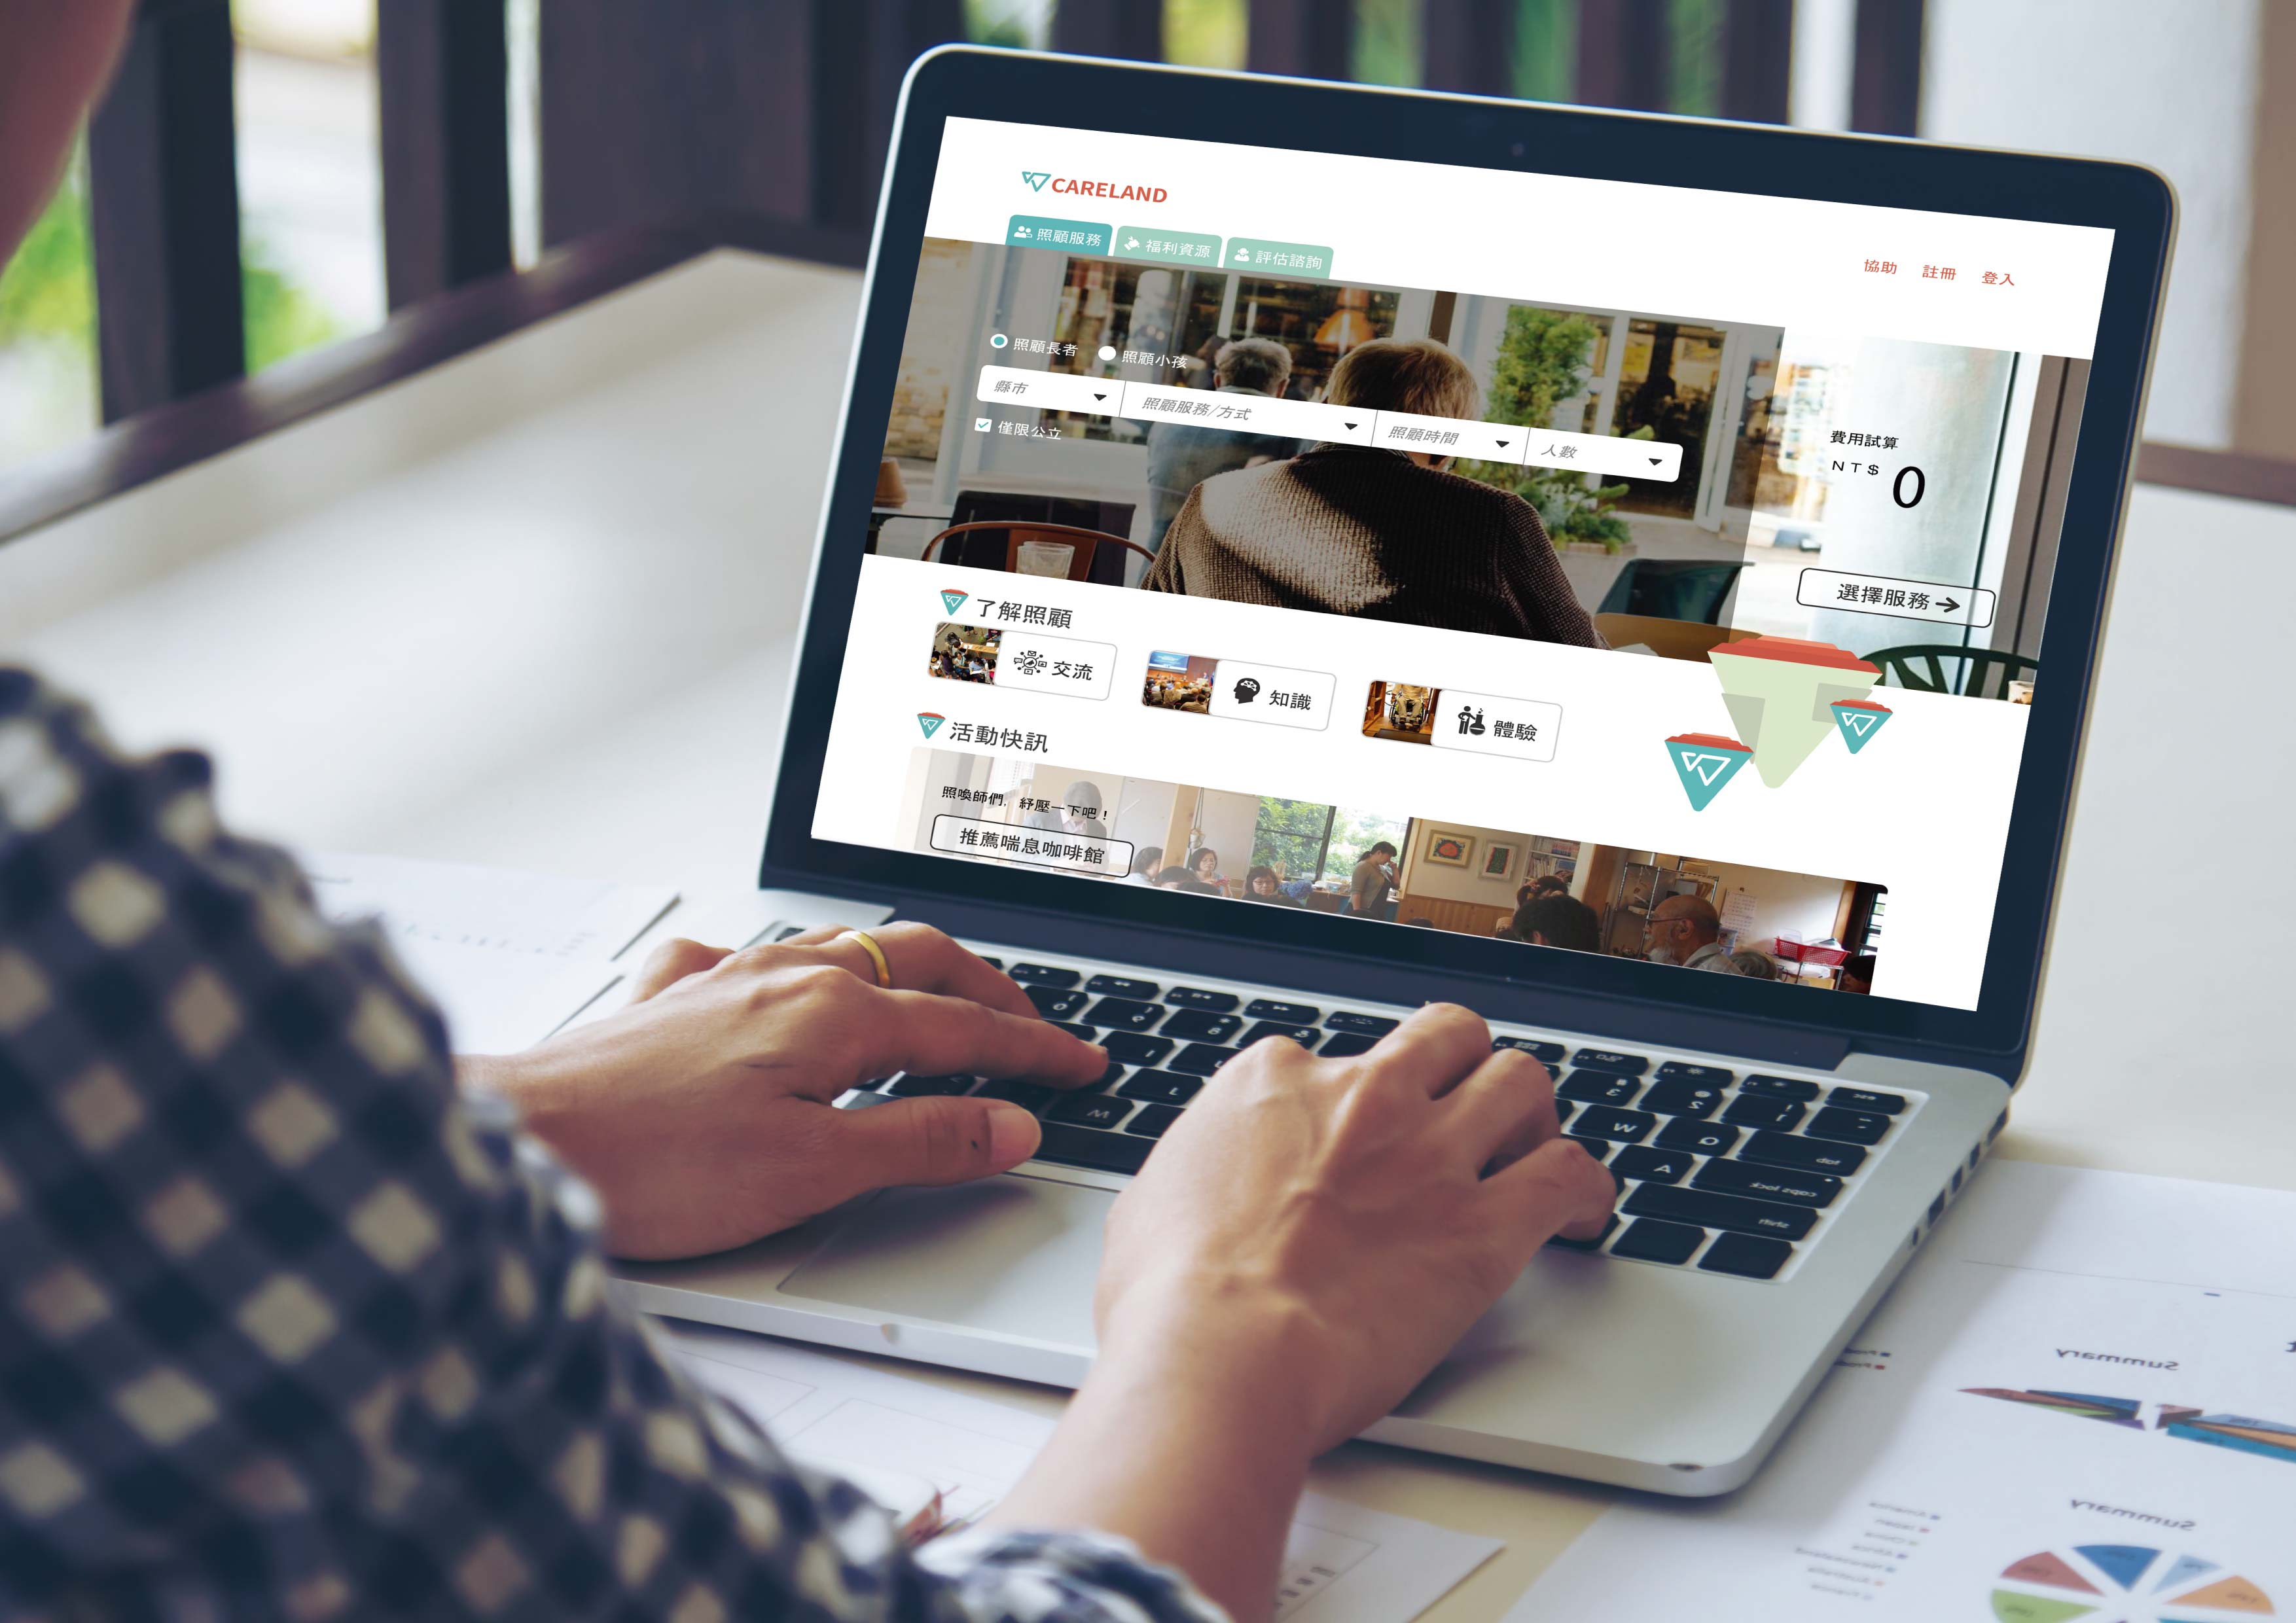 CARELAND
照顧服務
福利資源
評估諮詢
協助 註冊 登入
照顧長者 照顧小孩
縣市 照顧服務/方式 照顧時間 人數
僅限公立
費用試算
NT$ 0
選擇服務
了解照顧
交流
知識
體驗
活動快訊
照喚師們, 紓壓一下吧!
推薦喘息咖啡館
caps lock
shift
Summary
Summary